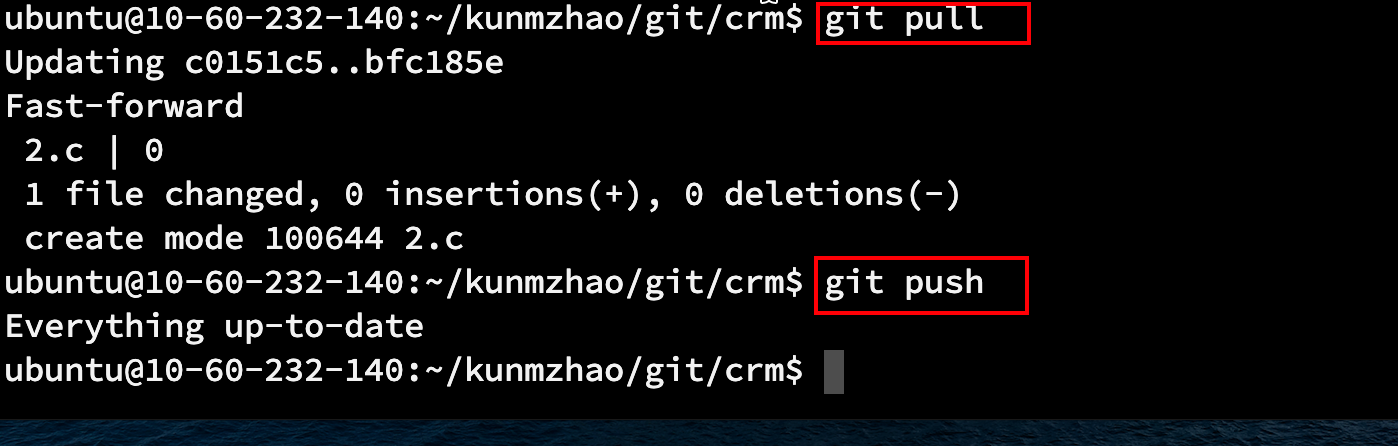 ubuntu@10-60-232-140:~/kunmzhao/git/crm$ git pull
Updating c0151c5..bfc185e
Fast-forward
 2.c | 0
 1 file changed, 0 insertions(+), 0 deletions(-)
 create mode 100644 2.c
ubuntu@10-60-232-140:~/kunmzhao/git/crm$ git push
Everything up-to-date
ubuntu@10-60-232-140:~/kunmzhao/git/crm$